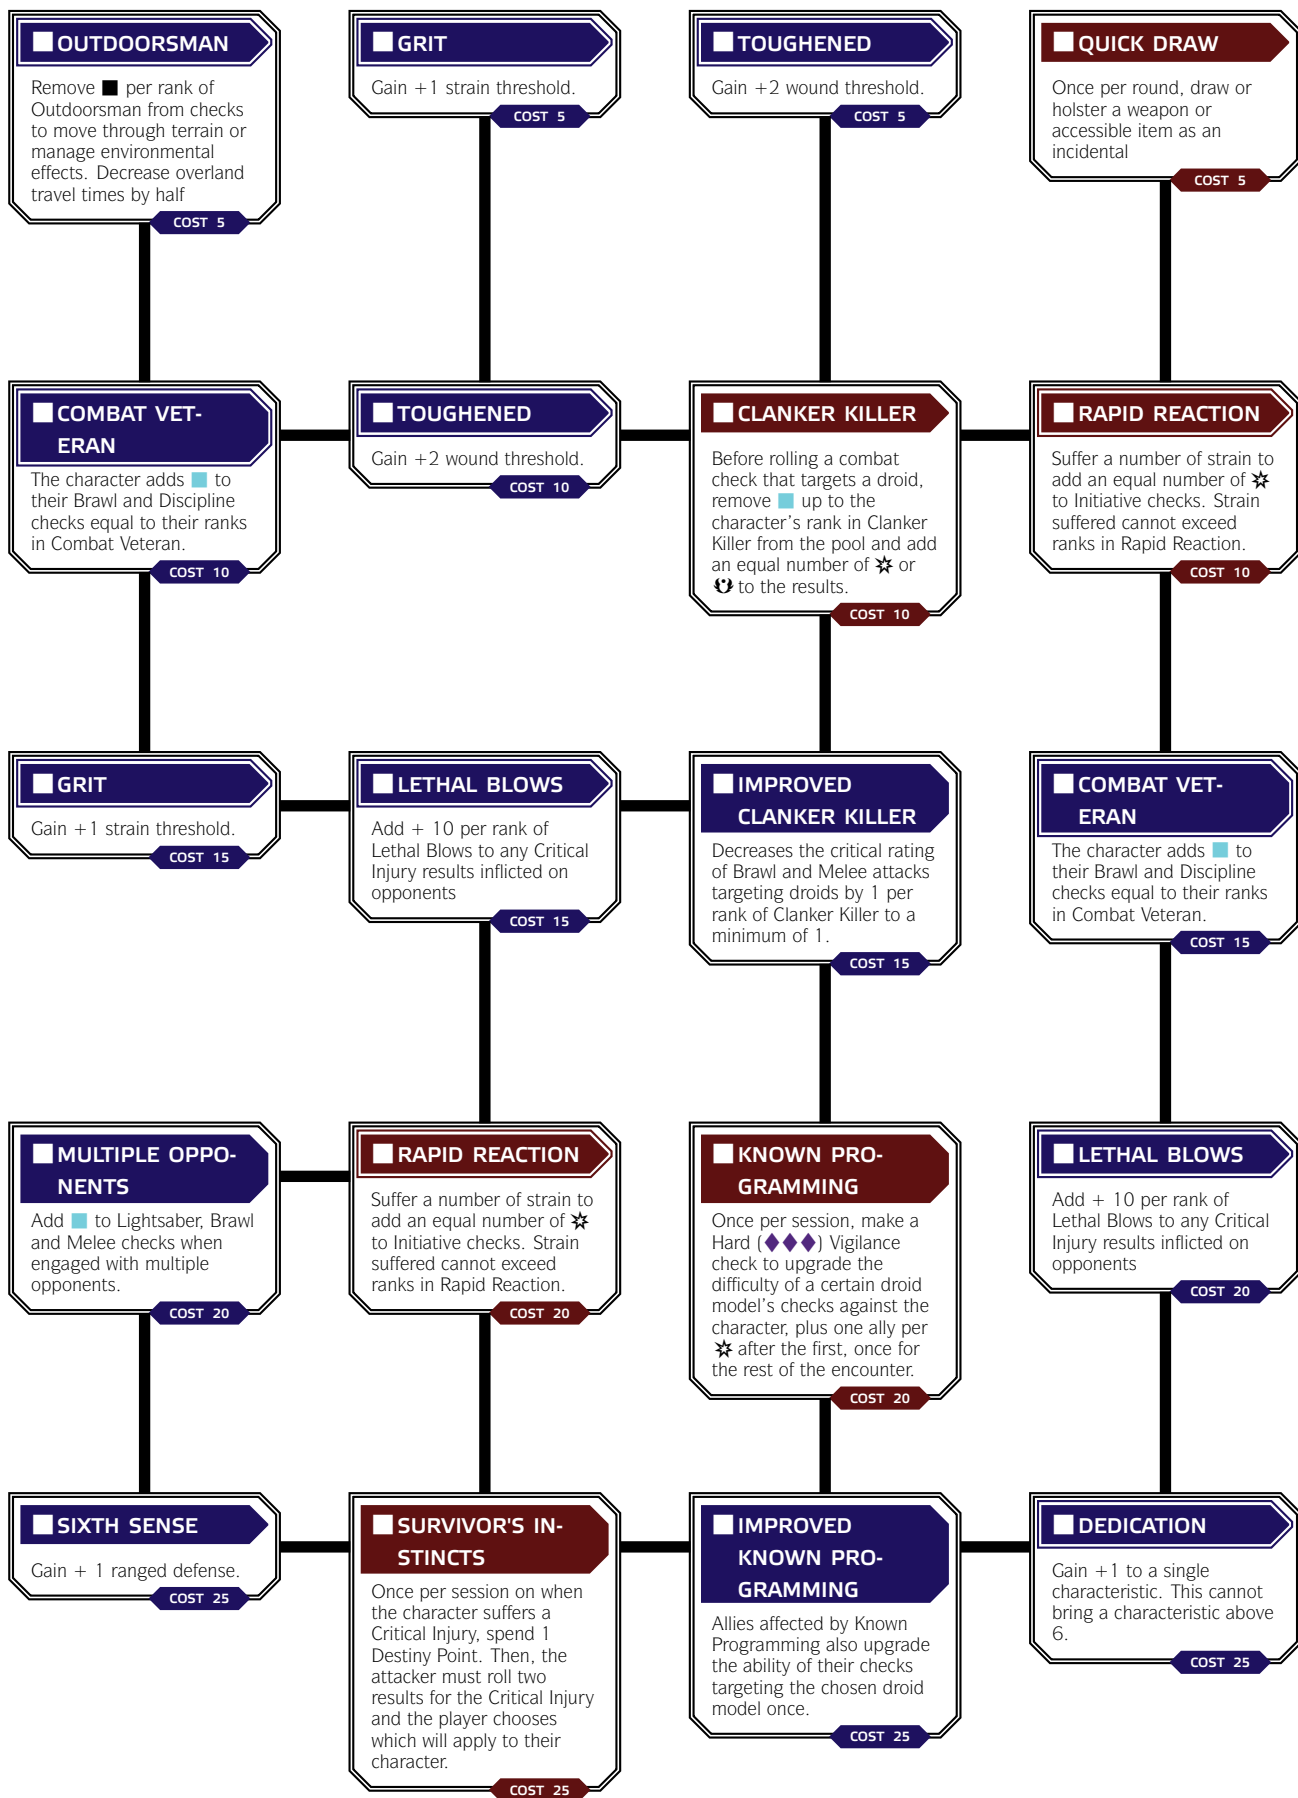 OUTDOORSMAN
Remove per rank of
Outdoorsman from checks
to move through terrain or
manage environmental
effects. Decrease overland
travel times by half
COST 5
GRIT
Gain +1 strain threshold.
COST 5
TOUGHENED
Gain +2 wound threshold.
COST 5
QUICK DRAW
Once per round, draw or
holster a weapon or
accessible item as an
incidental
COST 5
COMBAT VET-
ERAN
The character adds to
their Brawl and Discipline
checks equal to their ranks
in Combat Veteran.
COST 10
TOUGHENED
Gain +2 wound threshold.
COST 10
CLANKER KILLER
Before rolling a combat
check that targets a droid,
remove up to the
character's rank in Clanker
Killer from the pool and add
an equal number of or
to the results.
COST 10
RAPID REACTION
Suffer a number of strain to
add an equal number of
to Initiative checks. Strain
suffered cannot exceed
ranks in Rapid Reaction.
COST 10
GRIT
Gain +1 strain threshold.
COST 15
LETHAL BLOWS
Add + 10 per rank of
Lethal Blows to any Critical
Injury results inflicted on
opponents
COST 15
IMPROVED
CLANKER KILLER
Decreases the critical rating
of Brawl and Melee attacks
targeting droids by 1 per
rank of Clanker Killer to a
minimum of 1.
COST 15
COMBAT VET-
ERAN
The character adds to
their Brawl and Discipline
checks equal to their ranks
in Combat Veteran.
COST 15
MULTIPLE OPPO-
NENTS
Add to Lightsaber, Brawl
and Melee checks when
engaged with multiple
opponents.
COST 20
RAPID REACTION
Suffer a number of strain to
add an equal number of
to Initiative checks. Strain
suffered cannot exceed
ranks in Rapid Reaction.
COST 20
KNOWN PRO-
GRAMMING
Once per session, make a
Hard (♦♦♦) Vigilance
check to upgrade the
difficulty of a certain droid
model's checks against the
character, plus one ally per
after the first, once for
the rest of the encounter.
COST 20
LETHAL BLOWS
Add + 10 per rank of
Lethal Blows to any Critical
Injury results inflicted on
opponents
COST 20
SIXTH SENSE
Gain + 1 ranged defense.
COST 25
SURVIVOR'S IN-
STINCTS
Once per session on when
the character suffers a
Critical Injury, spend 1
Destiny Point. Then, the
attacker must roll two
results for the Critical Injury
and the player chooses
which will apply to their
character.
COST 25
IMPROVED
KNOWN PRO-
GRAMMING
Allies affected by Known
Programming also upgrade
the ability of their checks
targeting the chosen droid
model once.
COST 25
DEDICATION
Gain +1 to a single
characteristic. This cannot
bring a characteristic above
6.
COST 25